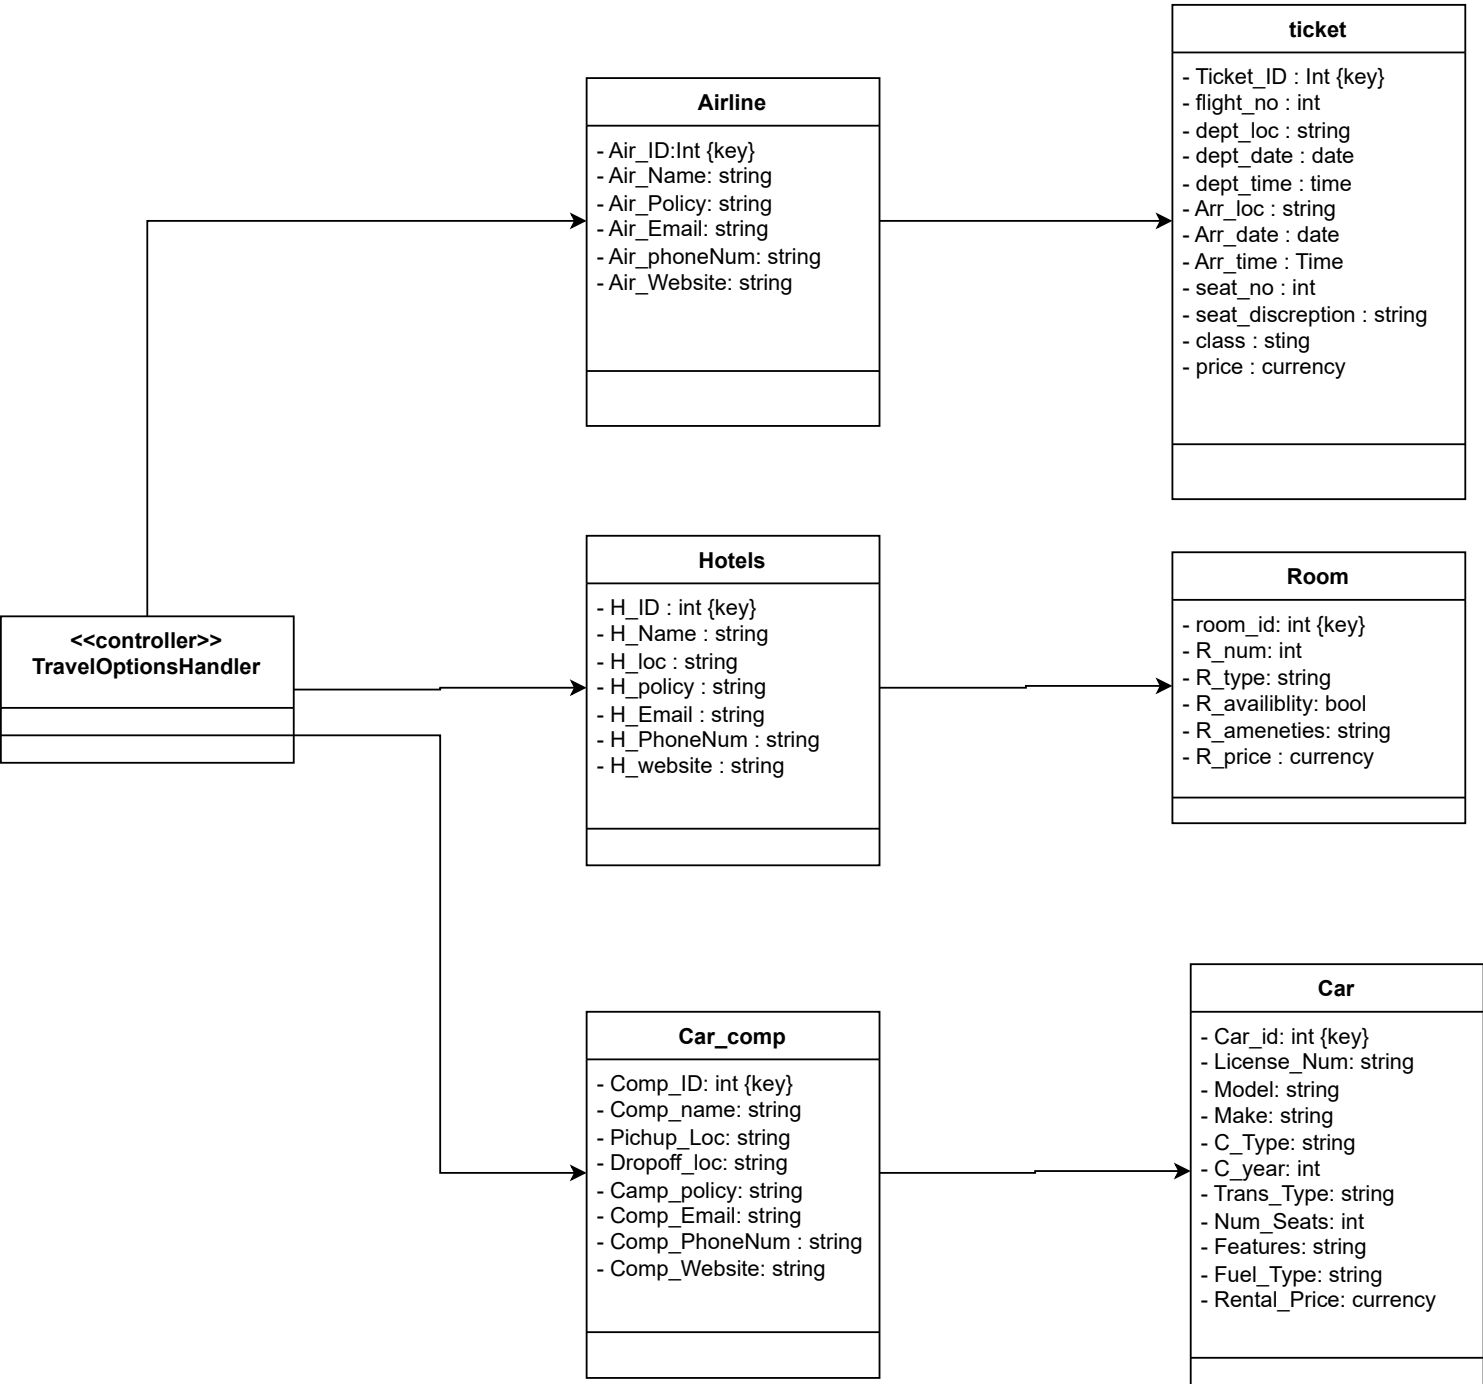 ticket
- Ticket_ID : Int {key}
- flight_no : int
- dept_loc : string
- dept_date : date
- dept_time : time
- Arr_loc : string
- Arr_date : date
- Arr_time : Time
- seat_no : int
- seat_discreption : string
- class : sting
- price : currency
Airline
- Air_ID:Int {key}
- Air_Name: string
- Air_Policy: string
- Air_Email: string
- Air_phoneNum: string
- Air_Website: string
Hotels
- H_ID : int {key}
- H_Name : string
- H_loc : string
- H_policy : string
- H_Email : string
- H_PhoneNum : string
- H_website : string
Room
- room_id: int {key}
- R_num: int
- R_type: string
- R_availiblity: bool
- R_ameneties: string
- R_price : currency
<<controller>>
TravelOptionsHandler
Car_comp
- Comp_ID: int {key}
- Comp_name: string
- Pichup_Loc: string
- Dropoff_loc: string
- Camp_policy: string
- Comp_Email: string
- Comp_PhoneNum : string
- Comp_Website: string
Car
- Car_id: int {key}
- License_Num: string
- Model: string
- Make: string
- C_Type: string
- C_year: int
- Trans_Type: string
- Num_Seats: int
- Features: string
- Fuel_Type: string
- Rental_Price: currency